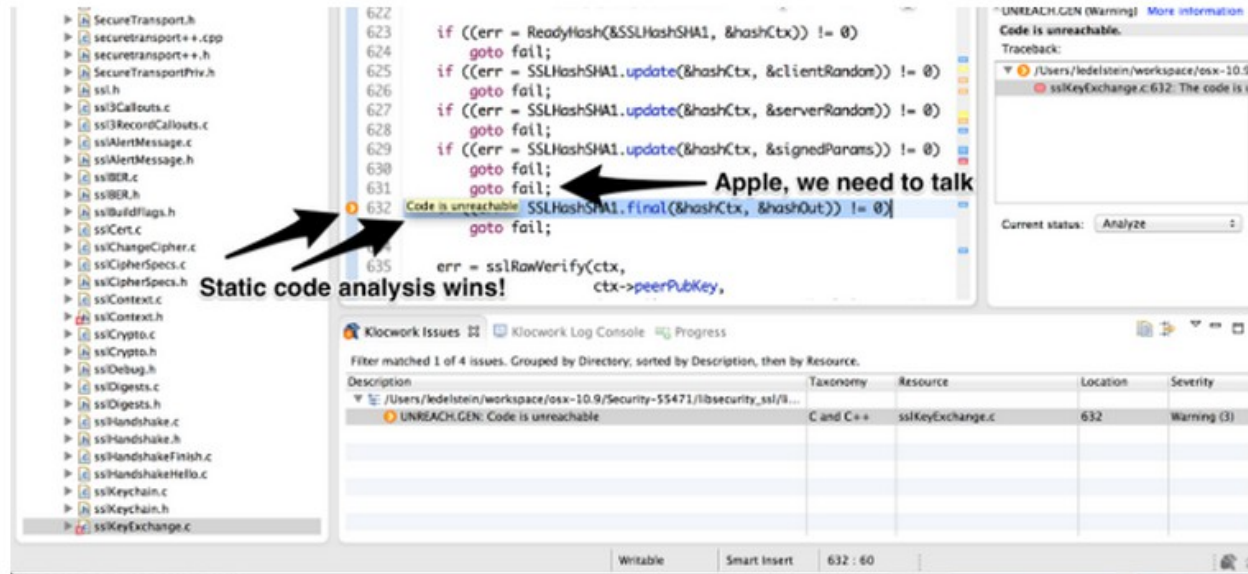 SecureTransport.h
securetransport++.cpp
securetransport++.h
SecureTransportPriv.h
ssl.h
ssl3Callouts.c
ssl3RecordCallouts.c
sslAlertMessage.c
sslAlertMessage.h
sslBER.c
sslBER.h
sslBuildFlags.h
sslCert.c
sslChangeCipher.c
sslCipherSpecs.c
sslCipherSpecs.h
sslContext.c
sslContext.h
sslCrypto.c
sslCrypto.h
sslDebug.h
sslDigests.c
sslDigests.h
sslHandshake.c
sslHandshake.h
sslHandshakeFinish.c
sslHandshakeHello.c
sslKeychain.c
sslKeychain.h
sslKeyExchange.c
622
623 if ((err = ReadyHash(&SSLHashSHA1, &hashCtx)) != 0)
624 goto fail;
625 if ((err = SSLHashSHA1.update(&hashCtx, &clientRandom)) != 0)
626 goto fail;
627 if ((err = SSLHashSHA1.update(&hashCtx, &serverRandom)) != 0)
628 goto fail;
629 if ((err = SSLHashSHA1.update(&hashCtx, &signedParams)) != 0)
630 goto fail;
631 goto fail;
Apple, we need to talk
632 Code is unreachable SSLHashSHA1.final(&hashCtx, &hashOut)) != 0)
goto fail;
635 err = sslRawVerify(ctx,
ctx->peerPubKey,
Static code analysis wins!
UNREACH.GEN (Warning) More information
Code is unreachable.
Traceback:
/Users/ledelstein/workspace/osx-10.9
sslKeyExchange.c:632: The code is
Current status: Analyze
Klocwork Issues Klocwork Log Console Progress
Filter matched 1 of 4 issues. Grouped by Directory, sorted by Description, then by Resource.
Description Taxonomy Resource Location Severity
/Users/ledelstein/workspace/osx-10.9/Security-55471/libsecurity_ssl/li...
UNREACH.GEN: Code is unreachable C and C++ sslKeyExchange.c 632 Warning (3)
Writable Smart Insert 632 : 60